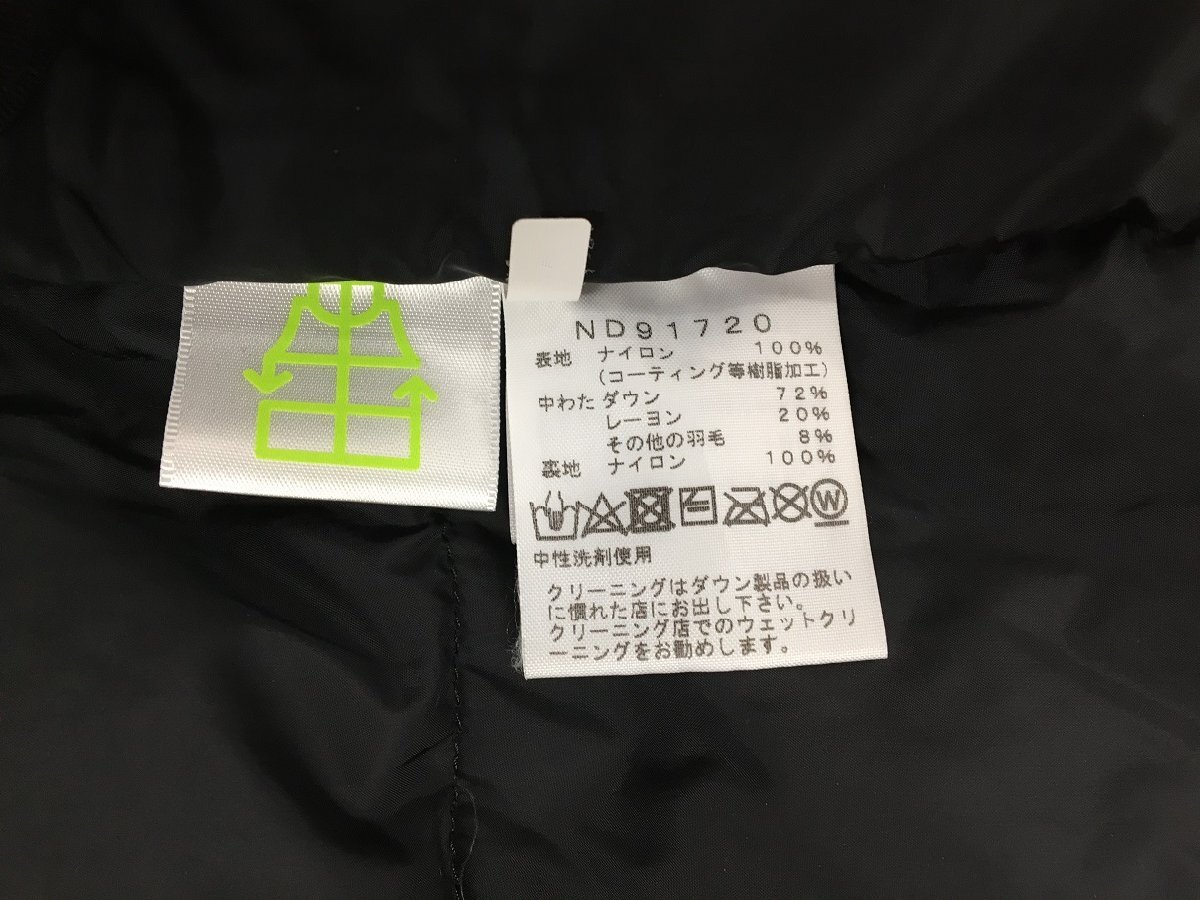 ND91720
表地 ナイロン 100%
(コーティング等樹脂加工)
中わた ダウン 72%
レーヨン 20%
その他の羽毛 8%
裏地 ナイロン 100%
W
中性洗剤使用
クリーニングはダウン製品の扱い
に慣れた店にお出し下さい。
クリーニング店でのウェットクリ
ーニングをお勧めします。